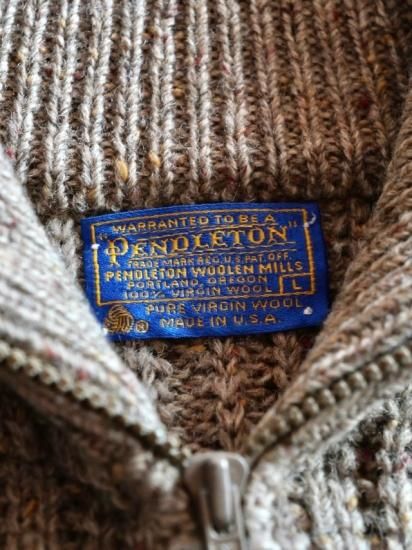 WARRANTED TO BE A
"PENDLETON"
TRADE MARK REG. U.S. PAT. OFF.
PENDLETON WOOLEN MILLS
PORTLAND, OREGON
100% VIRGIN WOOL L
PURE VIRGIN WOOL
® MADE IN U.S.A.